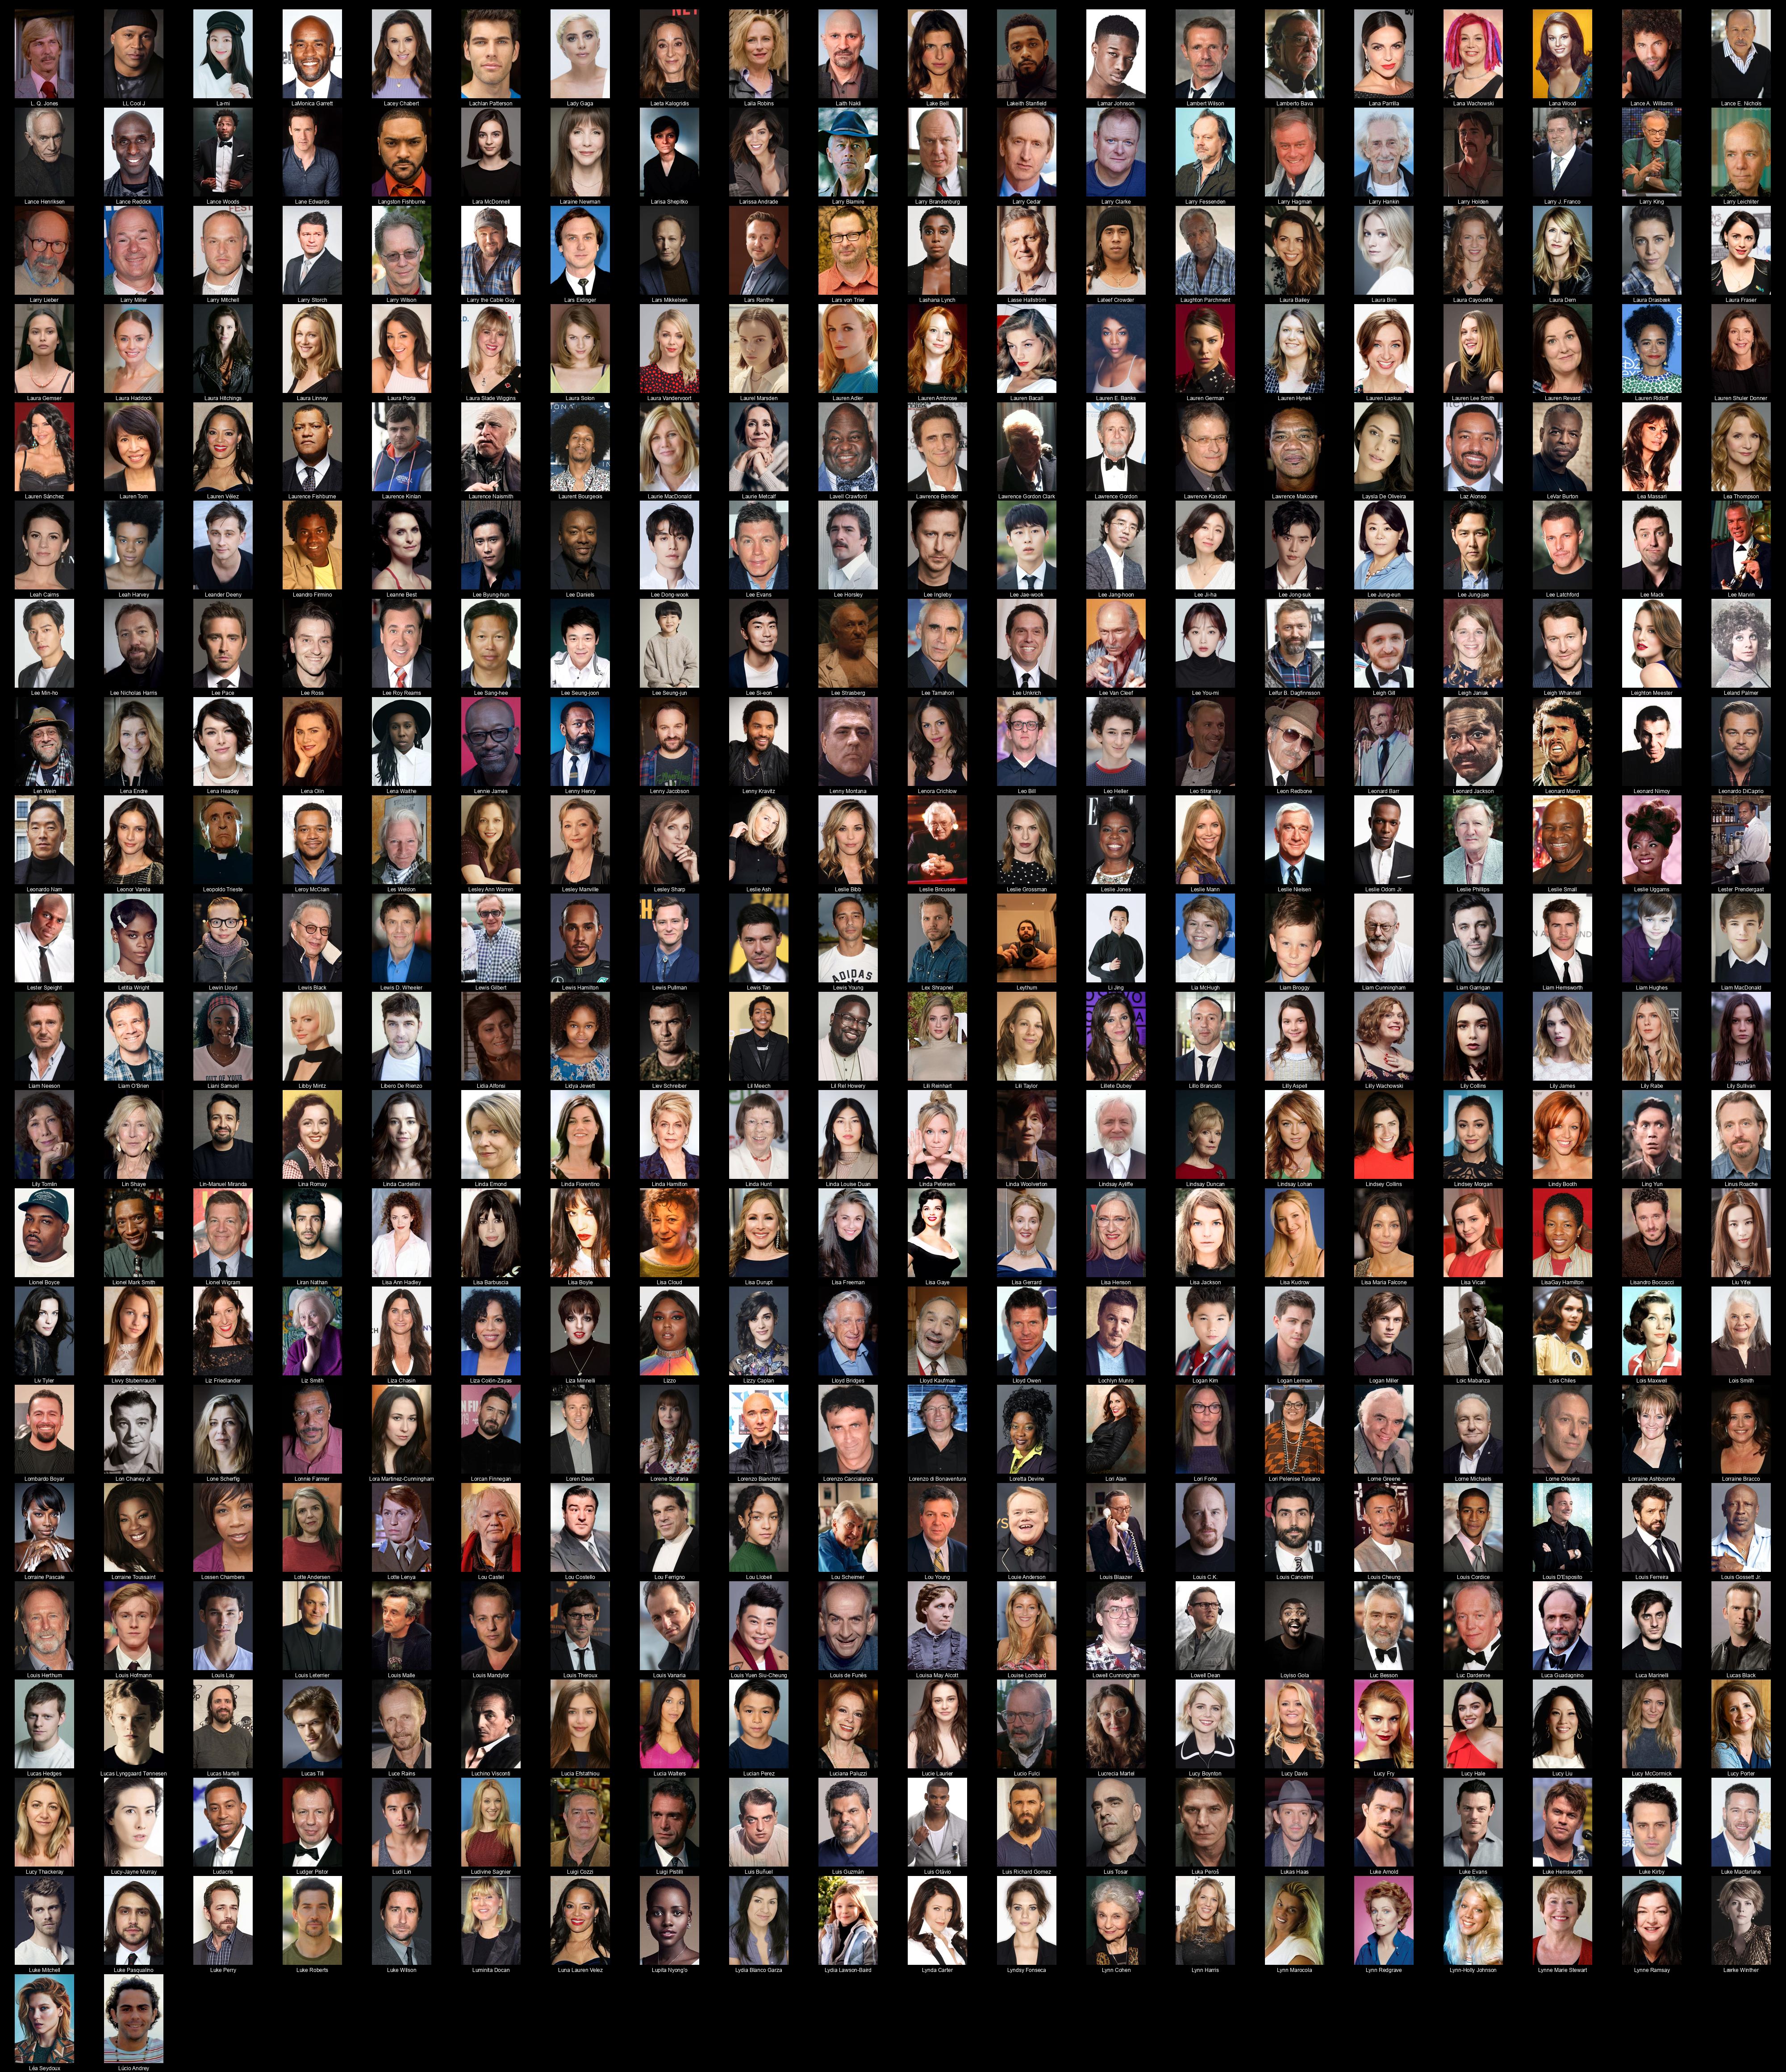 L. Q. Jones LL Cool J La-mi LaMonica Garrett Lacey Chabert Lachlan Patterson Lady Gaga Laeta Kalogridis Laila Robins Laith Nakli Lake Bell Lakeith Stanfield Lamar Johnson Lambert Wilson Lamberto Bava Lana Parrilla Lana Wachowski Lana Wood Lance A. Williams Lance E. Nichols
Lance Henriksen Lance Reddick Lance Woods Lane Edwards Langston Fishburne Lara McDonnell Laraine Newman Larisa Shepitko Larissa Andrade Larry Blamire Larry Brandenburg Larry Cedar Larry Clarke Larry Fessenden Larry Hagman Larry Hankin Larry Holden Larry J. Franco Larry King Larry Leichliter
Larry Lieber Larry Miller Larry Mitchell Larry Storch Larry Wilson Larry the Cable Guy Lars Eidinger Lars Mikkelsen Lars Ranthe Lars von Trier Lashana Lynch Lasse Hallström Lateef Crowder Laughton Parchment Laura Bailey Laura Birn Laura Cayouette Laura Dern Laura Drasbæk Laura Fraser
Laura Gemser Laura Haddock Laura Hitchings Laura Linney Laura Porta Laura Slade Wiggins Laura Solon Laura Vandervoort Laurel Marsden Lauren Adler Lauren Ambrose Lauren Bacall Lauren E. Banks Lauren German Lauren Hynek Lauren Lapkus Lauren Lee Smith Lauren Revard Lauren Ridloff Lauren Shuler Donner
Lauren Sánchez Lauren Tom Lauren Vélez Laurence Fishburne Laurence Kinlan Laurence Naismith Laurent Bourgeois Laurie MacDonald Laurie Metcalf Lavell Crawford Lawrence Bender Lawrence Gordon Clark Lawrence Gordon Lawrence Kasdan Lawrence Makoare Laysla De Oliveira Laz Alonso LeVar Burton Lea Massari Lea Thompson
Leah Cairns Leah Harvey Leander Deeny Leandro Firmino Leanne Best Lee Byung-hun Lee Daniels Lee Dong-wook Lee Evans Lee Horsley Lee Ingleby Lee Jae-wook Lee Jang-hoon Lee Ji-ha Lee Jong-suk Lee Jung-eun Lee Jung-jae Lee Latchford Lee Mack Lee Marvin
Lee Min-ho Lee Nicholas Harris Lee Pace Lee Ross Lee Roy Reams Lee Sang-hee Lee Seung-joon Lee Seung-jun Lee Si-eon Lee Strasberg Lee Tamahori Lee Unkrich Lee Van Cleef Lee You-mi Leifur B. Dagfinnsson Leigh Gill Leigh Janiak Leigh Whannell Leighton Meester Leland Palmer
Len Wein Lena Endre Lena Headey Lena Olin Lena Waithe Lennie James Lenny Henry Lenny Jacobson Lenny Kravitz Lenny Montana Lenora Crichlow Leo Bill Leo Heller Leo Stransky Leon Redbone Leonard Barr Leonard Jackson Leonard Mann Leonard Nimoy Leonardo DiCaprio
Leonardo Nam Leonor Varela Leopoldo Trieste Leroy McClain Les Weldon Lesley Ann Warren Lesley Manville Lesley Sharp Leslie Ash Leslie Bibb Leslie Bricusse Leslie Grossman Leslie Jones Leslie Mann Leslie Nielsen Leslie Odom Jr. Leslie Phillips Leslie Small Leslie Uggams Lester Prendergast
ADIDAS
Lester Speight Letitia Wright Lewin Lloyd Lewis Black Lewis D. Wheeler Lewis Gilbert Lewis Hamilton Lewis Pullman Lewis Tan Lewis Young Lex Shrapnel Leythum Li Jing Lia McHugh Liam Broggy Liam Cunningham Liam Garrigan Liam Hemsworth Liam Hughes Liam MacDonald
Liam Neeson Liam O'Brien Liani Samuel Libby Mintz Libero De Rienzo Lidia Alfonsi Lidya Jewett Liev Schreiber Lil Meech Lil Rel Howery Lili Reinhart Lili Taylor Lillete Dubey Lillo Brancato Lilly Aspell Lilly Wachowski Lily Collins Lily James Lily Rabe Lily Sullivan
Lily Tomlin Lin Shaye Lin-Manuel Miranda Lina Romay Linda Cardellini Linda Emond Linda Fiorentino Linda Hamilton Linda Hunt Linda Louise Duan Linda Petersen Linda Woolverton Lindsay Ayliffe Lindsay Duncan Lindsay Lohan Lindsey Collins Lindsey Morgan Lindy Booth Ling Yun Linus Roache
Lionel Boyce Lionel Mark Smith Lionel Wigram Liran Nathan Lisa Ann Hadley Lisa Barbuscia Lisa Boyle Lisa Cloud Lisa Durupt Lisa Freeman Lisa Gaye Lisa Gerrard Lisa Henson Lisa Jackson Lisa Kudrow Lisa Maria Falcone Lisa Vicari LisaGay Hamilton Lisandro Boccacci Liu Yifei
Liv Tyler Livvy Stubenrauch Liz Friedlander Liz Smith Liza Chasin Liza Colón-Zayas Liza Minnelli Lizzo Lizzy Caplan Lloyd Bridges Lloyd Kaufman Lloyd Owen Lochlyn Munro Logan Kim Logan Lerman Logan Miller Loïc Mabanza Lois Chiles Lois Maxwell Lois Smith
Lombardo Boyar Lon Chaney Jr. Lone Scherfig Lonnie Farmer Lora Martinez-Cunningham Lorcan Finnegan Loren Dean Lorene Scafaria Lorenzo Bianchini Lorenzo Caccialanza Lorenzo di Bonaventura Loretta Devine Lori Alan Lori Forte Lori Pelenise Tuisano Lorne Greene Lorne Michaels Lorne Orleans Lorraine Ashbourne Lorraine Bracco
Lorraine Pascale Lorraine Toussaint Lossen Chambers Lotte Andersen Lotte Lenya Lou Castel Lou Costello Lou Ferrigno Lou Llobell Lou Scheimer Lou Young Louie Anderson Louis Blaazer Louis C.K. Louis Cancelmi Louis Cheung Louis Cordice Louis D'Esposito Louis Ferreira Louis Gossett Jr.
Louis Herthum Louis Hofmann Louis Lay Louis Leterrier Louis Malle Louis Mandylor Louis Theroux Louis Vanaria Louis Yuen Siu-Cheung Louis de Funès Louisa May Alcott Louise Lombard Lowell Cunningham Lowell Dean Loyiso Gola Luc Besson Luc Dardenne Luca Guadagnino Luca Marinelli Lucas Black
Lucas Hedges Lucas Lynggaard Tønnesen Lucas Martell Lucas Till Luce Rains Luchino Visconti Lucia Efstathiou Lucia Walters Lucian Perez Luciana Paluzzi Lucie Laurier Lucio Fulci Lucrecia Martel Lucy Boynton Lucy Davis Lucy Fry Lucy Hale Lucy Liu Lucy McCormick Lucy Porter
Lucy Thackeray Lucy-Jayne Murray Ludacris Ludger Pistor Ludi Lin Ludivine Sagnier Luigi Cozzi Luigi Pistilli Luis Buñuel Luis Guzmán Luis Otávio Luis Richard Gomez Luis Tosar Luka Peroš Lukas Haas Luke Arnold Luke Evans Luke Hemsworth Luke Kirby Luke Macfarlane
Luke Mitchell Luke Pasqualino Luke Perry Luke Roberts Luke Wilson Luminita Docan Luna Lauren Velez Lupita Nyong'o Lydia Blanco Garza Lydia Lawson-Baird Lynda Carter Lyndsy Fonseca Lynn Cohen Lynn Harris Lynn Marocola Lynn Redgrave Lynn-Holly Johnson Lynne Marie Stewart Lynne Ramsay Lærke Winther
Léa Seydoux Lúcio Andrey